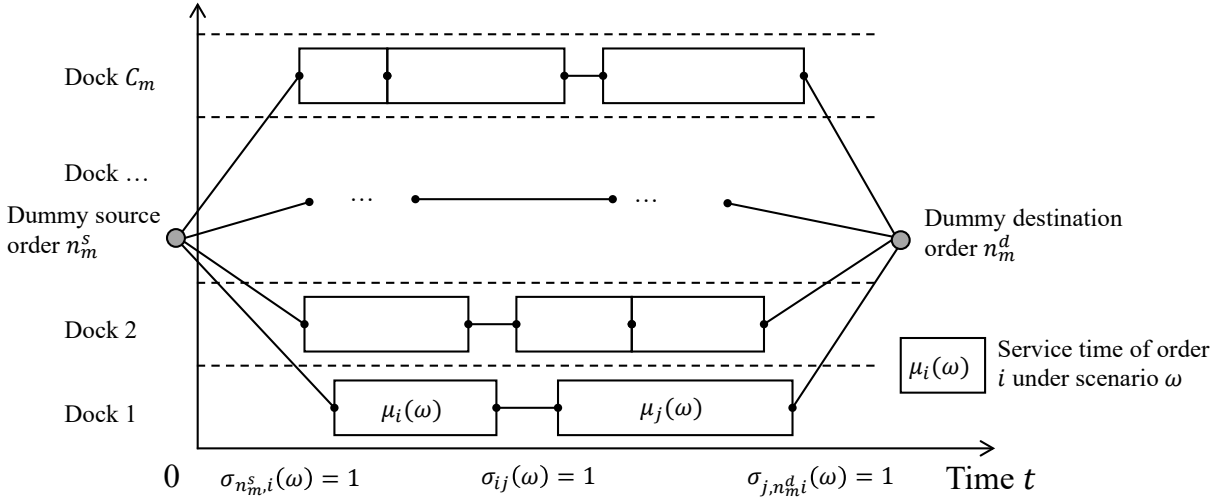 Dock C_m
Dock …
Dummy source
order n_m^s
…
…
Dummy destination
order n_m^d
Dock 2
μ_i(ω)
Service time of order
i under scenario ω
Dock 1
μ_i(ω)
μ_j(ω)
0
σ_{n_m^s,i}(ω) = 1
σ_{ij}(ω) = 1
σ_{j,n_m^d i}(ω) = 1
Time t